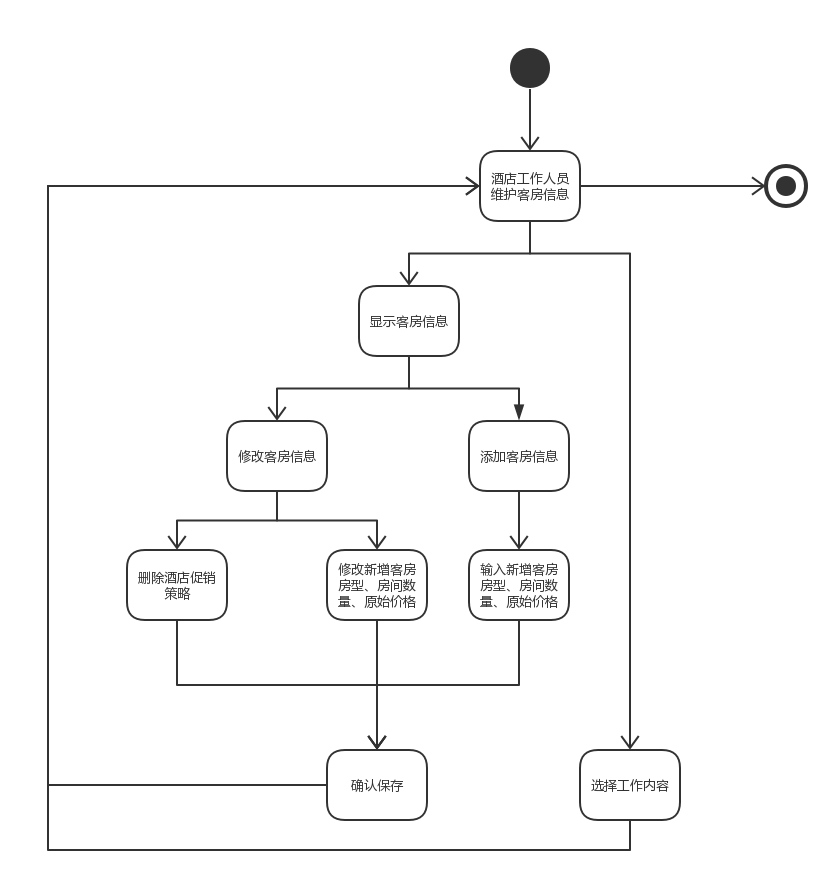 酒店工作人员
维护客房信息
显示客房信息
修改客房信息
添加客房信息
删除酒店促销
策略
修改新增客房
房型、房间数
量、原始价格
输入新增客房
房型、房间数
量、原始价格
确认保存
选择工作内容